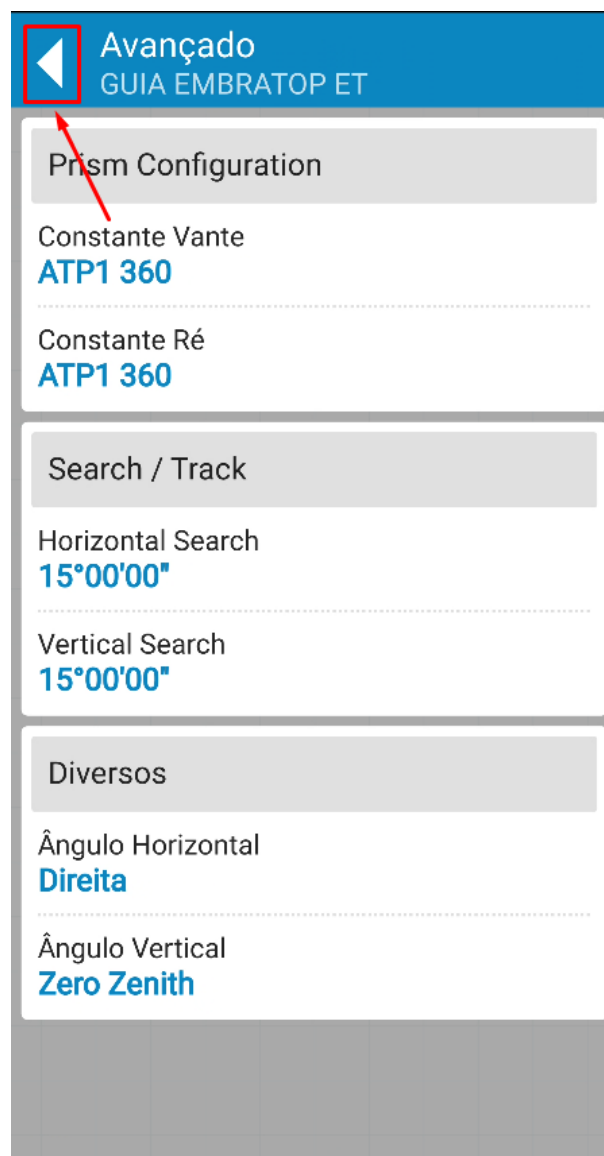 Avançado
GUIA EMBRATOP ET
Prism Configuration
Constante Vante
ATP1 360
Constante Ré
ATP1 360
Search / Track
Horizontal Search
15°00'00"
Vertical Search
15°00'00"
Diversos
Ângulo Horizontal
Direita
Ângulo Vertical
Zero Zenith